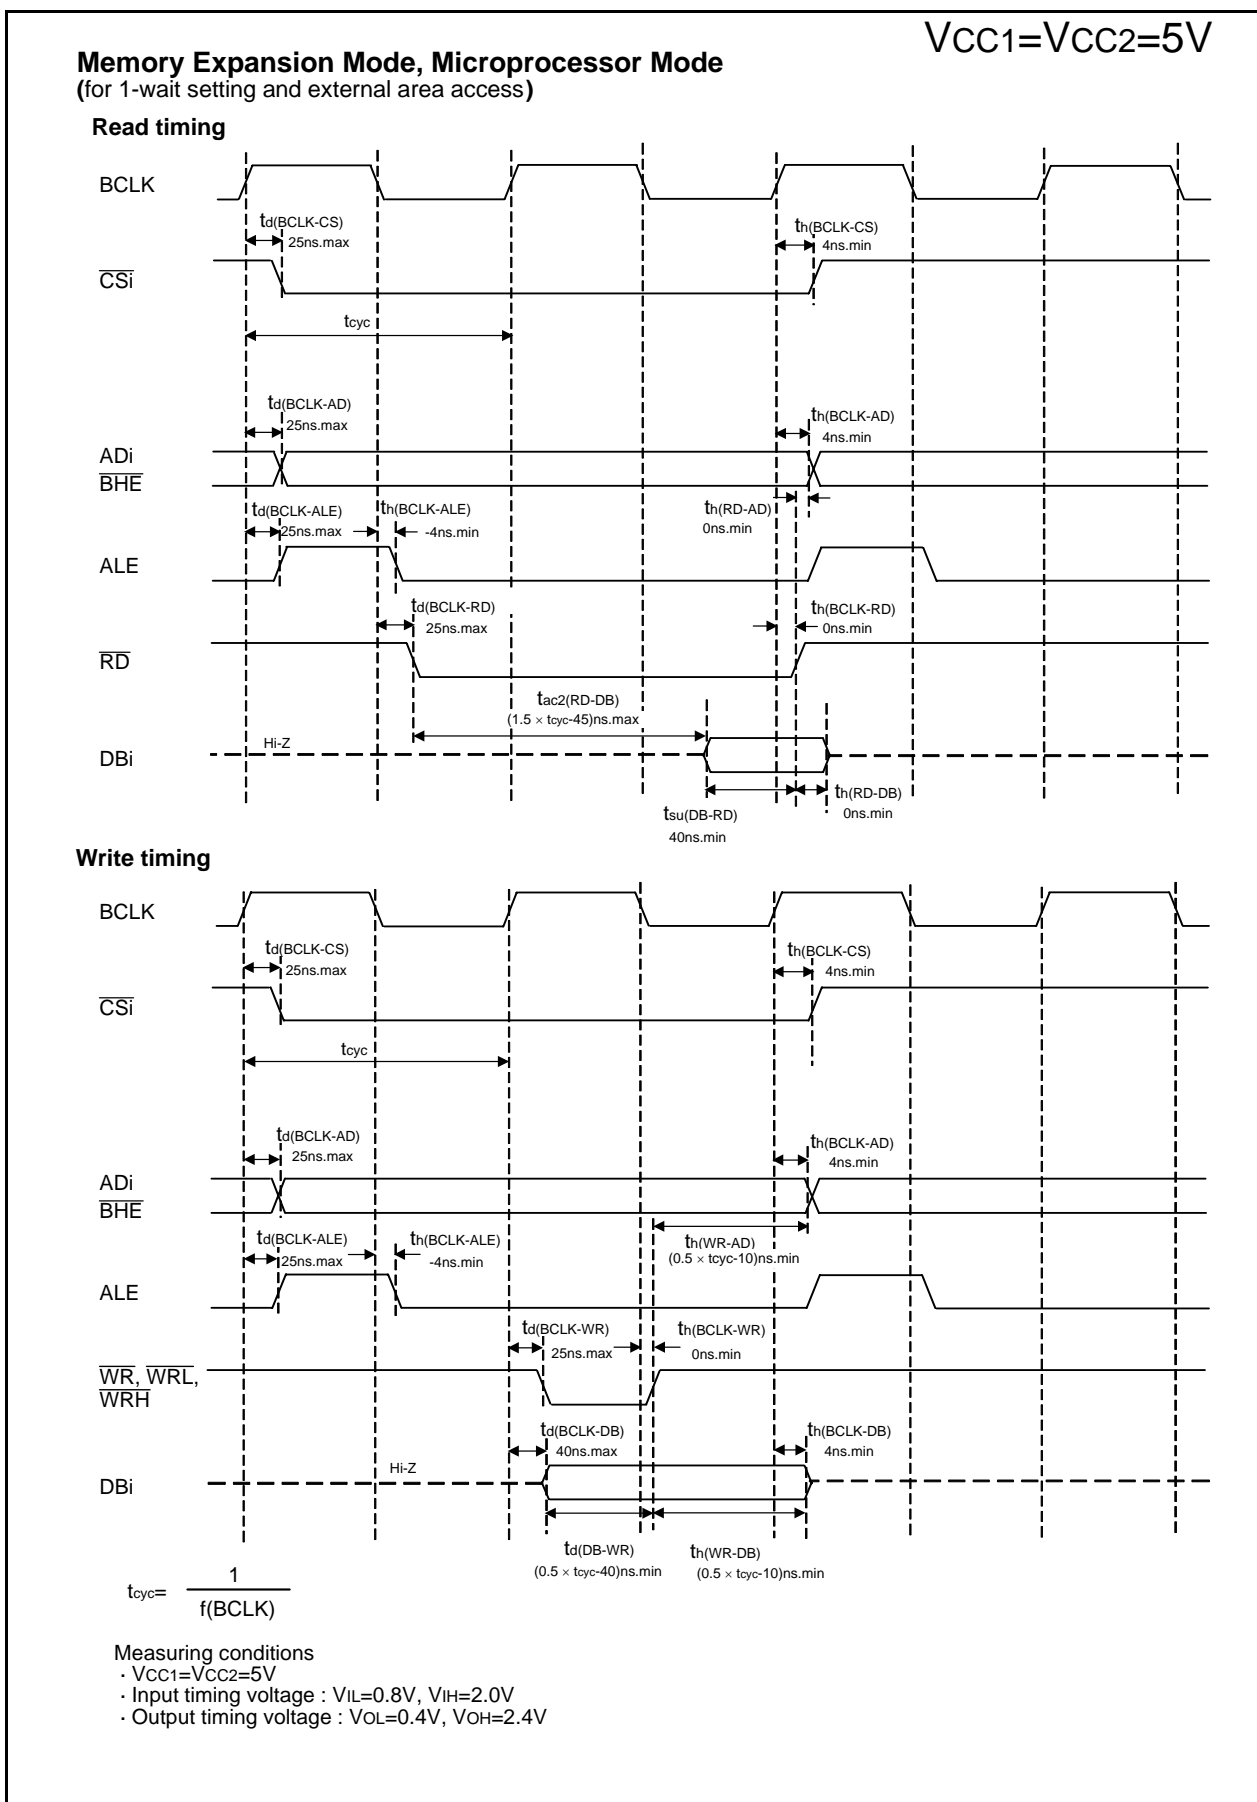 VCC1=VCC2=5V
Memory Expansion Mode, Microprocessor Mode
(for 1-wait setting and external area access)
Read timing
BCLK
td(BCLK-CS)
25ns.max
th(BCLK-CS)
4ns.min
CSi
tcyc
td(BCLK-AD)
25ns.max
th(BCLK-AD)
4ns.min
ADi
BHE
td(BCLK-ALE)
25ns.max
th(BCLK-ALE)
-4ns.min
th(RD-AD)
0ns.min
ALE
td(BCLK-RD)
25ns.max
th(BCLK-RD)
0ns.min
RD
tac2(RD-DB)
(1.5 × tcyc-45)ns.max
Hi-Z
DBi
tsu(DB-RD)
40ns.min
th(RD-DB)
0ns.min
Write timing
BCLK
td(BCLK-CS)
25ns.max
th(BCLK-CS)
4ns.min
CSi
tcyc
td(BCLK-AD)
25ns.max
th(BCLK-AD)
4ns.min
ADi
BHE
td(BCLK-ALE)
25ns.max
th(BCLK-ALE)
-4ns.min
th(WR-AD)
(0.5 × tcyc-10)ns.min
ALE
td(BCLK-WR)
25ns.max
th(BCLK-WR)
0ns.min
WR, WRL,
WRH
td(BCLK-DB)
40ns.max
th(BCLK-DB)
4ns.min
Hi-Z
DBi
td(DB-WR)
(0.5 × tcyc-40)ns.min
th(WR-DB)
(0.5 × tcyc-10)ns.min
tcyc=
1
f(BCLK)
Measuring conditions
· VCC1=VCC2=5V
· Input timing voltage : VIL=0.8V, VIH=2.0V
· Output timing voltage : VOL=0.4V, VOH=2.4V